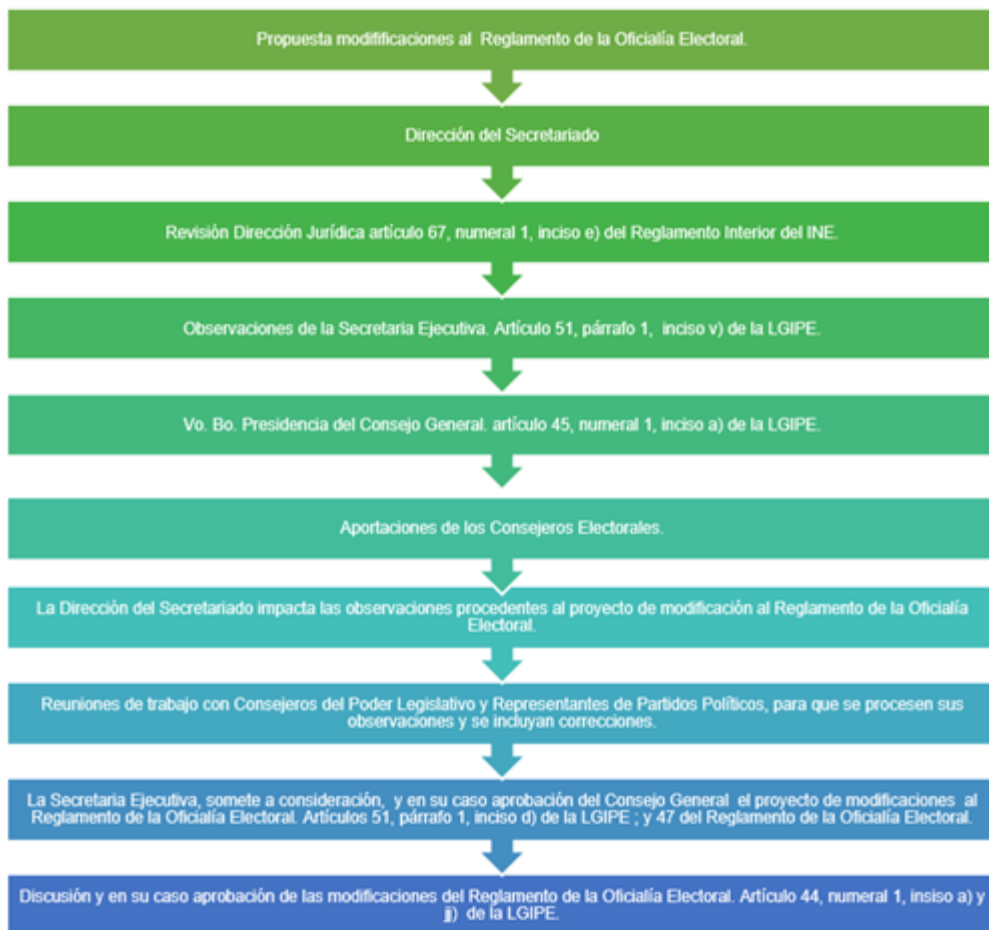 Propuesta modifificaciones al Reglamento de la Oficialía Electoral.
Dirección del Secretariado
Revisión Dirección Jurídica artículo 67, numeral 1, inciso e) del Reglamento Interior del INE.
Observaciones de la Secretaria Ejecutiva. Artículo 51, párrafo 1, inciso v) de la LGIPE.
Vo. Bo. Presidencia del Consejo General. artículo 45, numeral 1, inciso a) de la LGIPE.
Aportaciones de los Consejeros Electorales.
La Dirección del Secretariado impacta las observaciones procedentes al proyecto de modificación al Reglamento de la Oficialía
Electoral.
Reuniones de trabajo con Consejeros del Poder Legislativo y Representantes de Partidos Políticos, para que se procesen sus
observaciones y se incluyan correcciones.
La Secretaria Ejecutiva, somete a consideración, y en su caso aprobación del Consejo General el proyecto de modificaciones al
Reglamento de la Oficialía Electoral. Artículos 51, párrafo 1, inciso d) de la LGIPE ; y 47 del Reglamento de la Oficialía Electoral.
Discusión y en su caso aprobación de las modificaciones del Reglamento de la Oficialía Electoral. Artículo 44, numeral 1, insiso a) y
jj) de la LGIPE.